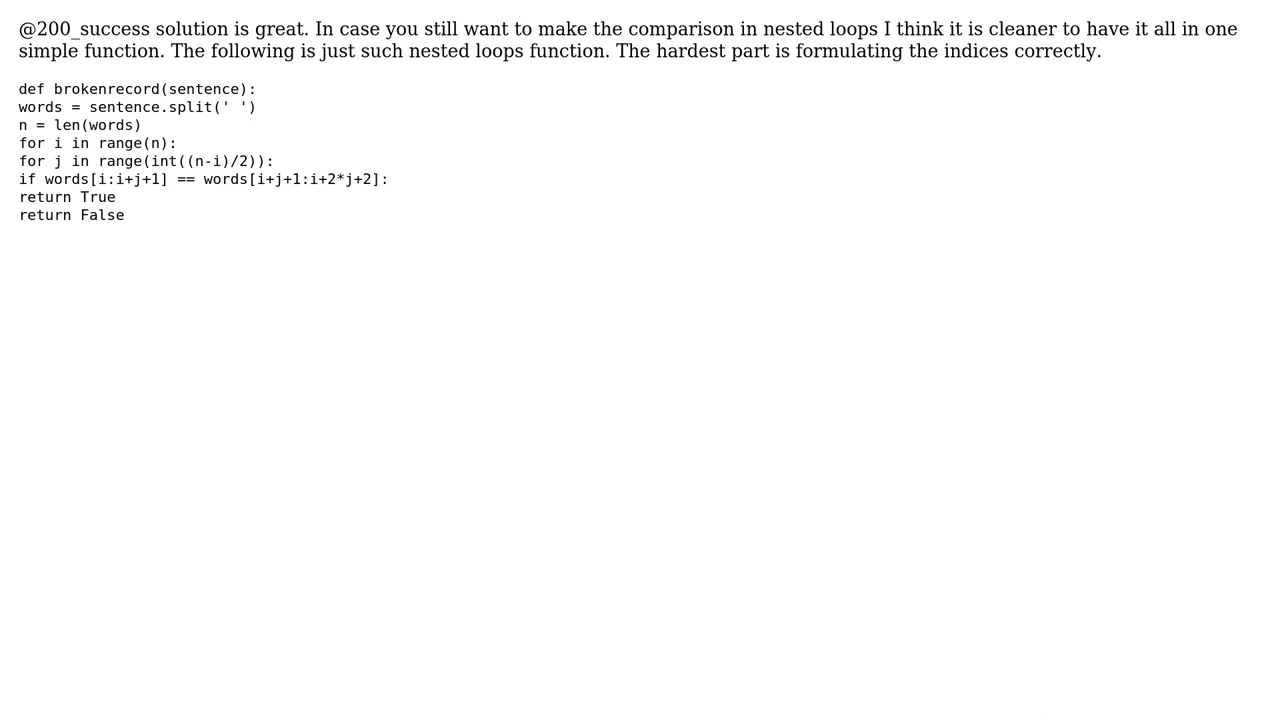 @200_success solution is great. In case you still want to make the comparison in nested loops I think it is cleaner to have it all in one
simple function. The following is just such nested loops function. The hardest part is formulating the indices correctly.
def brokenrecord(sentence):
words = sentence.split(' ')
n = len(words)
for i in range(n):
for j in range(int((n-i)/2)):
if words[i:i+j+1] == words[i+j+1:i+2*j+2]:
return True
return False